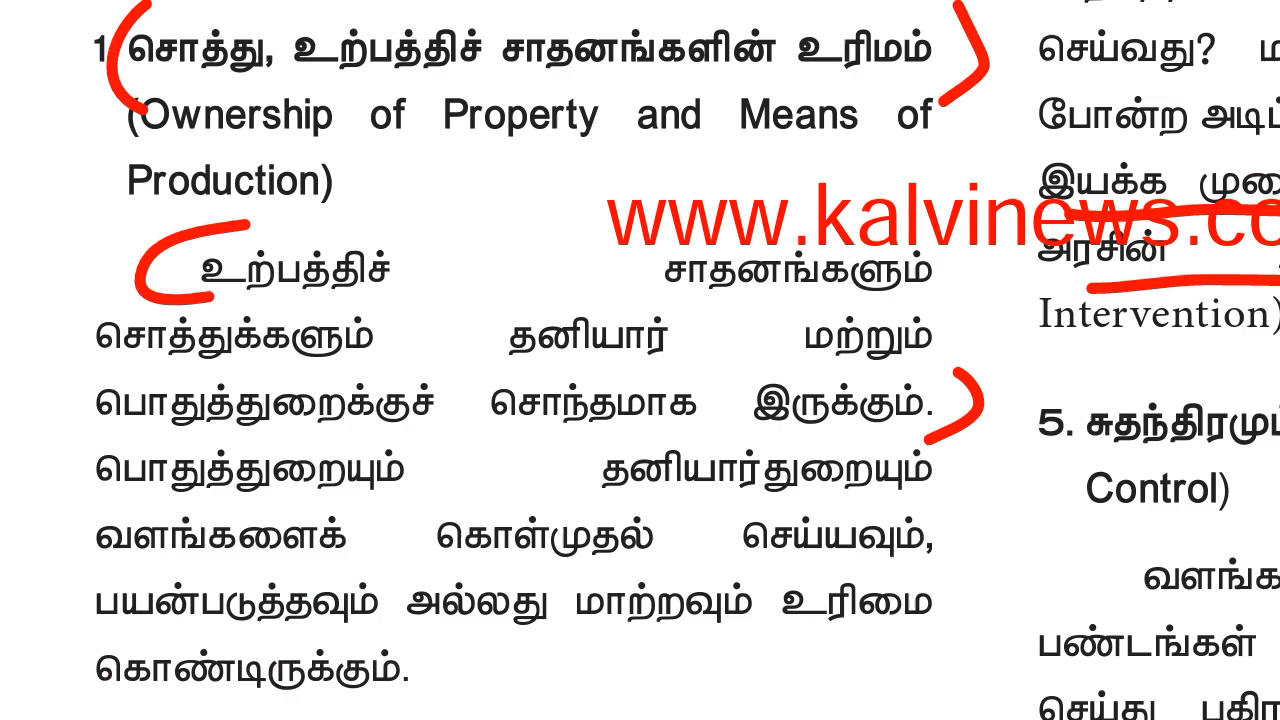 1 சொத்து, உற்பத்திச் சாதனங்களின் உரிமம்
(Ownership of Property and Means of
Production)
உற்பத்திச் சாதனங்களும்
சொத்துக்களும் தனியார் மற்றும்
பொதுத்துறைக்குச் சொந்தமாக இருக்கும்.
பொதுத்துறையும் தனியார்துறையும்
வளங்களைக் கொள்முதல் செய்யவும்,
பயன்படுத்தவும் அல்லது மாற்றவும் உரிமை
கொண்டிருக்கும்.
www.kalvinews.co
செய்வது?
போன்ற
இயக்க
அரசின்
Intervention)
5. சுதந்திரமும்
Control)
பண்டங்கள்
செய்து